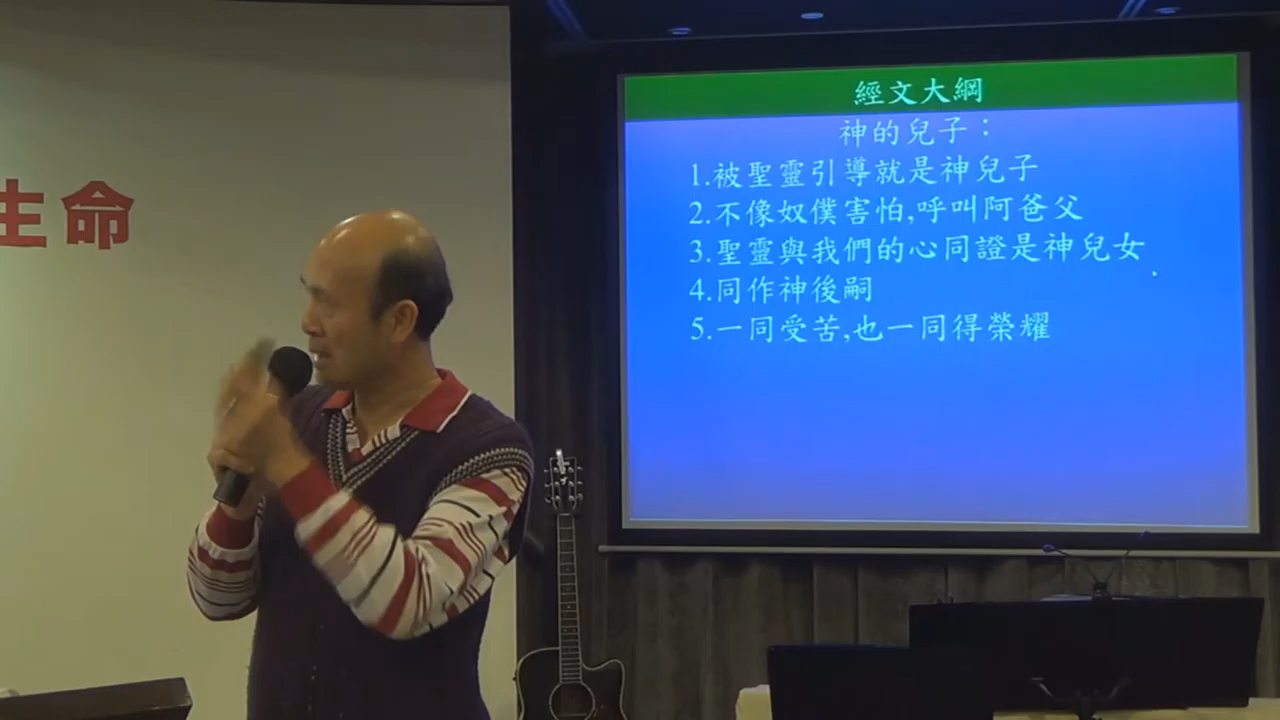 生命
經文大綱
神的兒子：
1.被聖靈引導就是神兒子
2.不像奴僕害怕,呼叫阿爸父
3.聖靈與我們的心同證是神兒女
4.同作神後嗣
5.一同受苦,也一同得榮耀